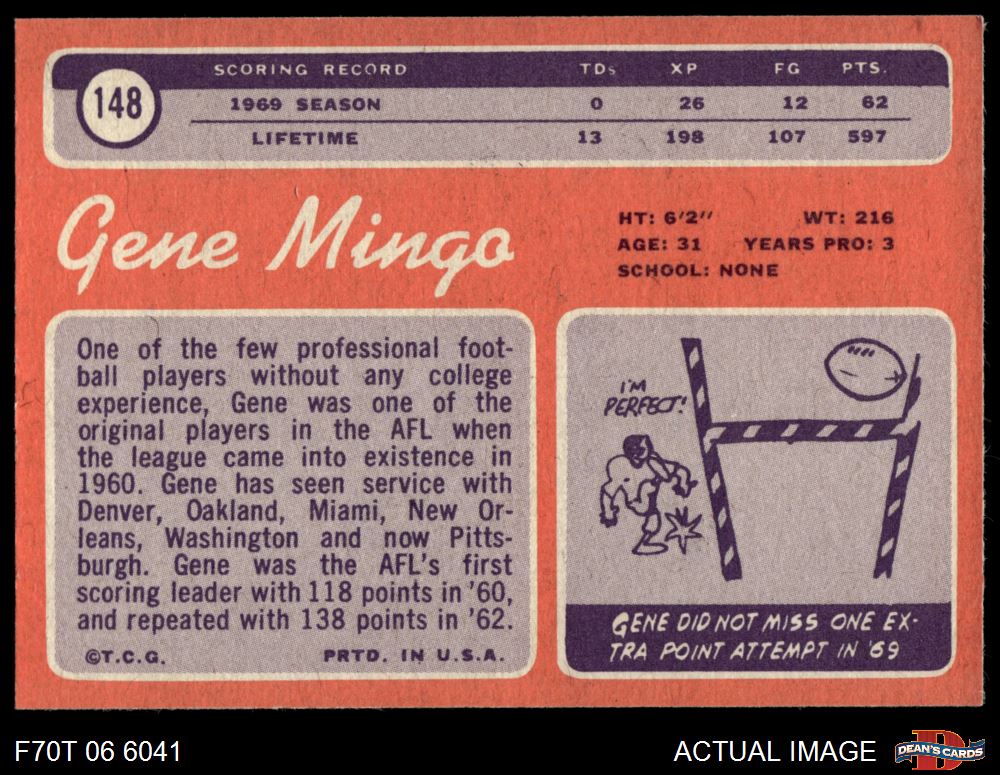 148
SCORING RECORD TDs XP FG PTS.
1969 SEASON 0 26 12 62
LIFETIME 13 198 107 597
Gene Mingo
HT: 6'2" WT: 216
AGE: 31 YEARS PRO: 3
SCHOOL: NONE
One of the few professional foot-
ball players without any college
experience, Gene was one of the
original players in the AFL when
the league came into existence in
1960. Gene has seen service with
Denver, Oakland, Miami, New Or-
leans, Washington and now Pitts-
burgh. Gene was the AFL's first
scoring leader with 118 points in '60,
and repeated with 138 points in '62.
©T.C.G. PRTD. IN U.S.A.
I'M
PERFECT!
GENE DID NOT MISS ONE EX-
TRA POINT ATTEMPT IN '69
F70T 06 6041 ACTUAL IMAGE D DEAN'S CARDS